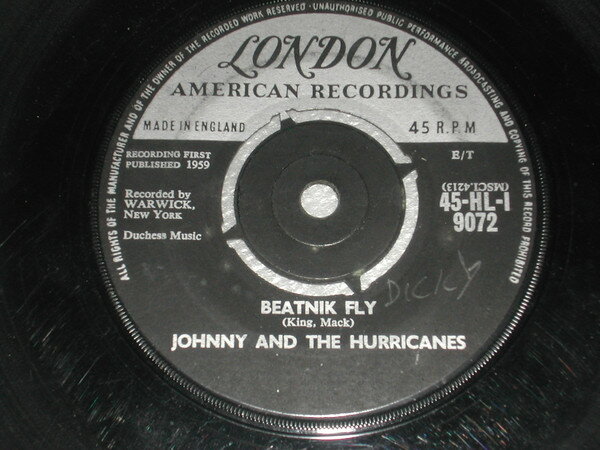 ALL RIGHTS OF THE MANUFACTURER AND OF THE OWNER OF THE RECORDED WORK RESERVED · UNAUTHORISED PUBLIC PERFORMANCE BROADCASTING AND COPYING OF THIS RECORD PROHIBITED
LONDON
AMERICAN RECORDINGS
MADE IN ENGLAND
45 R.P.M
RECORDING FIRST
PUBLISHED 1959
E/T
Recorded by
WARWICK,
New York
(MSC1.4213)
45-HL-I
9072
Duchess Music
BEATNIK FLY
DICKY
(King, Mack)
JOHNNY AND THE HURRICANES